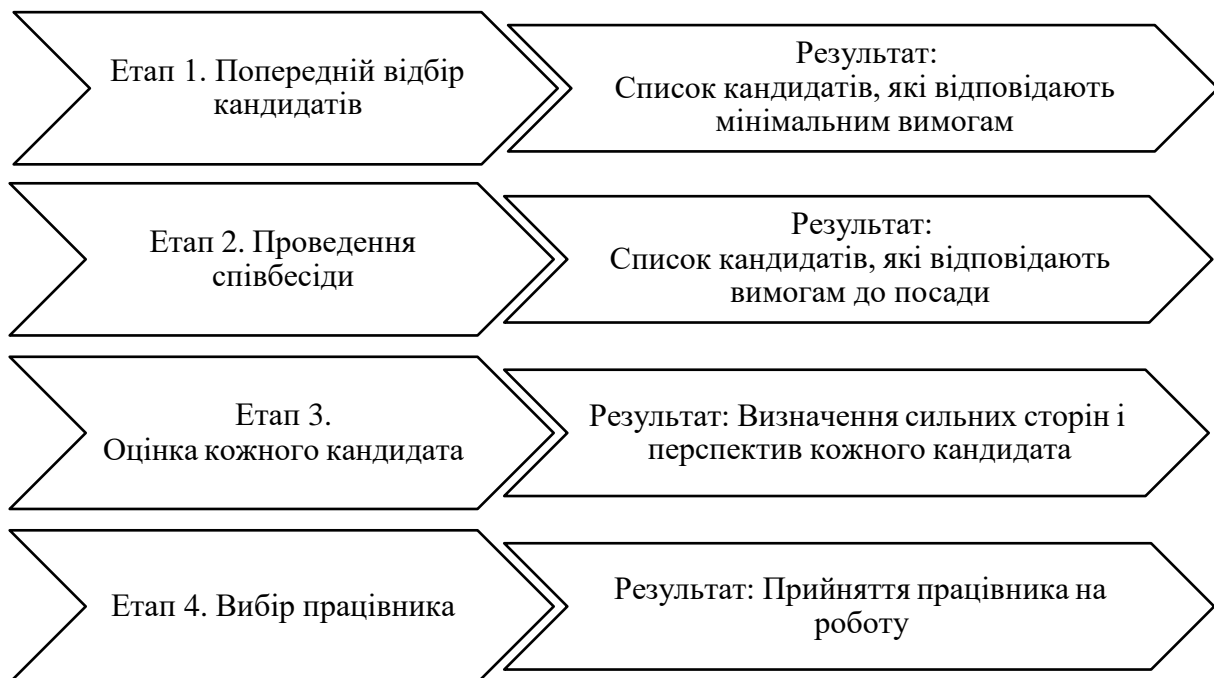 Етап 1. Попередній відбір
кандидатів
Результат:
Список кандидатів, які відповідають
мінімальним вимогам
Етап 2. Проведення
співбесіди
Результат:
Список кандидатів, які відповідають
вимогам до посади
Етап 3.
Оцінка кожного кандидата
Результат: Визначення сильних сторін і
перспектив кожного кандидата
Етап 4. Вибір працівника
Результат: Прийняття працівника на
роботу